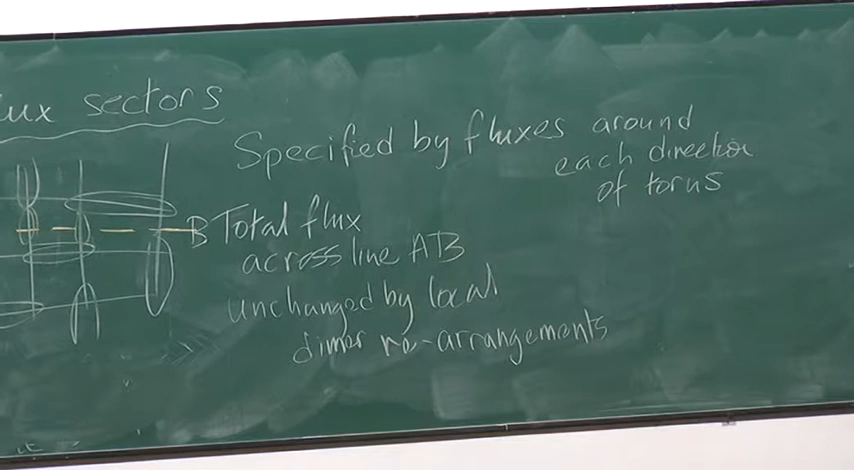 ux sectors
Specified by fluxes around
each direction
of torus
B Total flux
across line AB
unchanged by local
dimer re-arrangements